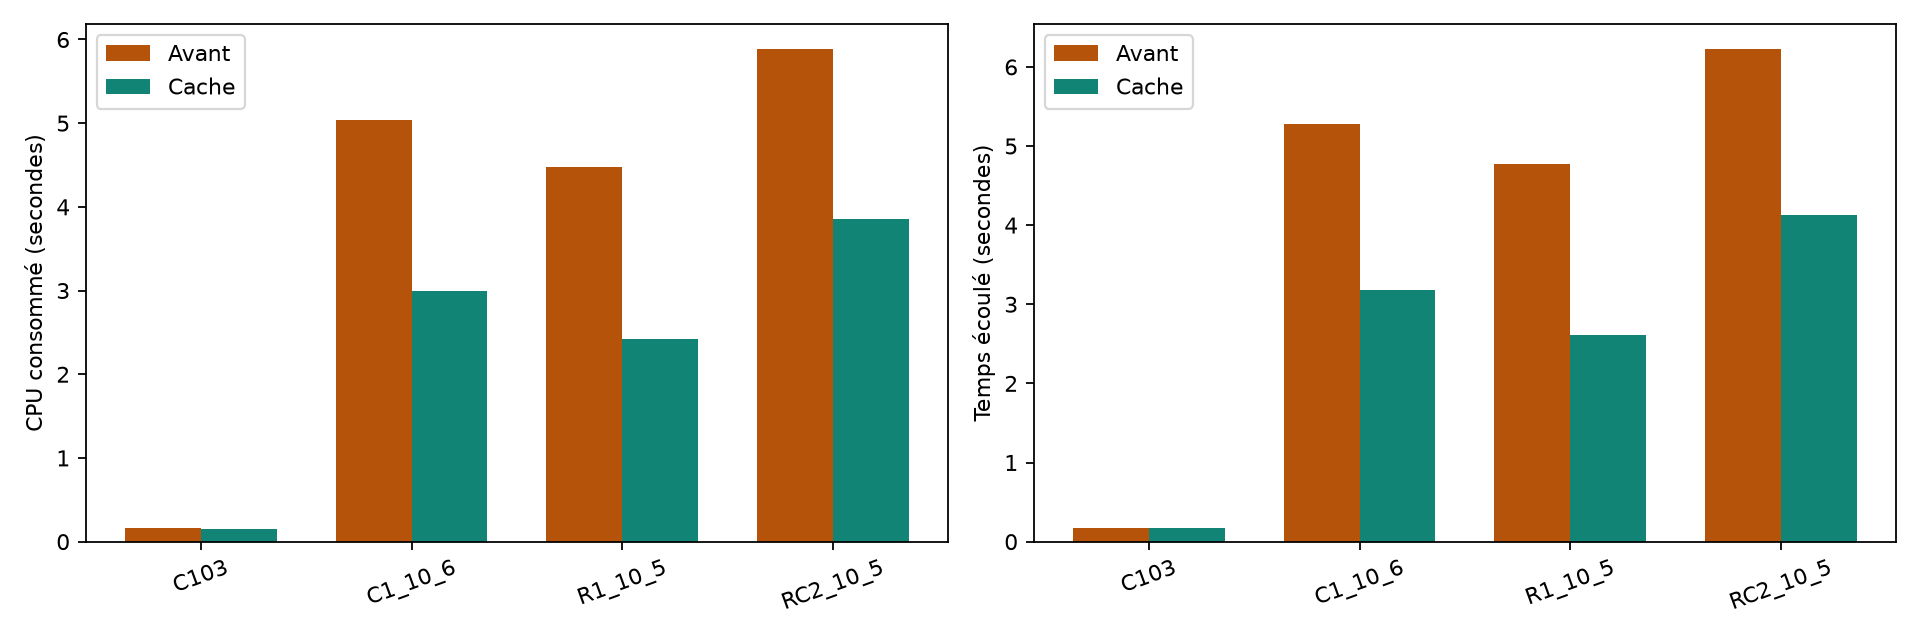 CPU consommé (secondes)
6
5
4
3
2
1
0
Avant
Cache
C103
C1_10_6
R1_10_5
RC2_10_5
Temps écoulé (secondes)
6
5
4
3
2
1
0
Avant
Cache
C103
C1_10_6
R1_10_5
RC2_10_5